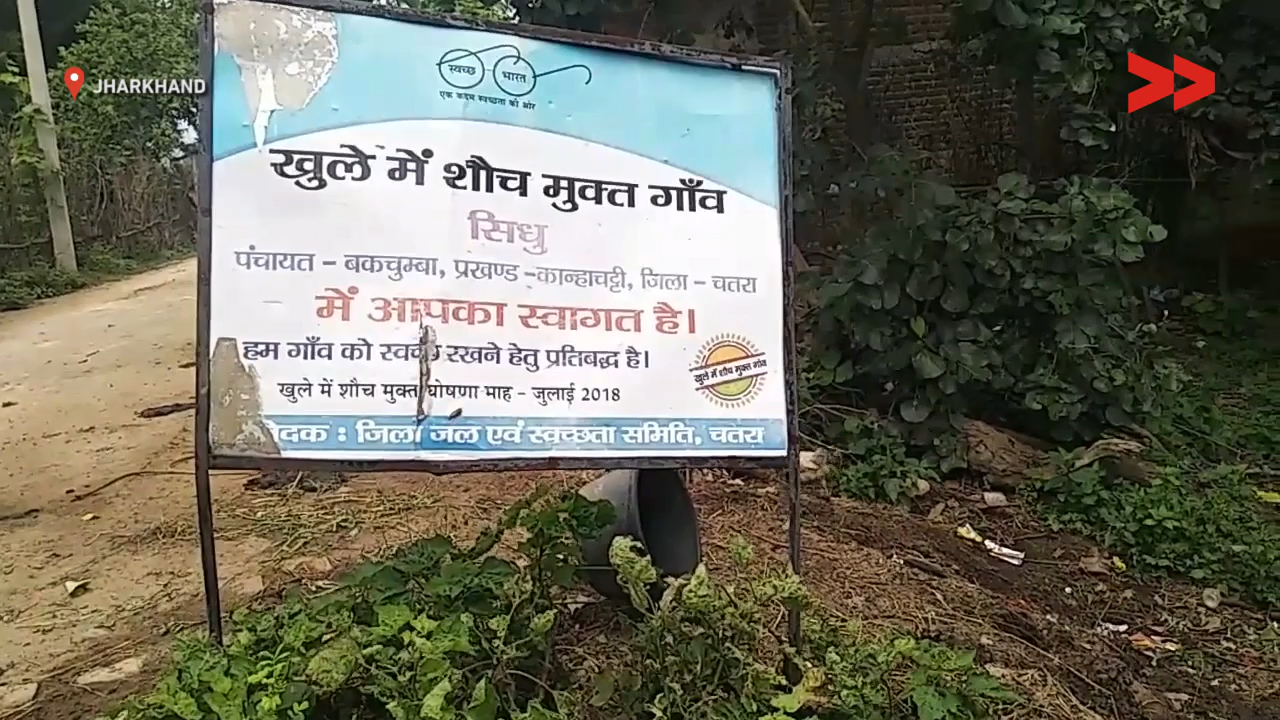 JHARKHAND
स्वच्छ भारत
एक कदम स्वच्छता की ओर
खुले में शौच मुक्त गाँव
सिधु
पंचायत - बकचुम्बा, प्रखण्ड -कान्हाचट्टी, जिला - चतरा
में आपका स्वागत है।
हम गाँव को रखने हेतु प्रतिबद्ध है।
खुले में शौच मुक्त गाँव
खुले में शौच मुक्त घोषणा माह - जुलाई 2018
: जिला जल एवं स्वच्छता समिति, चतरा